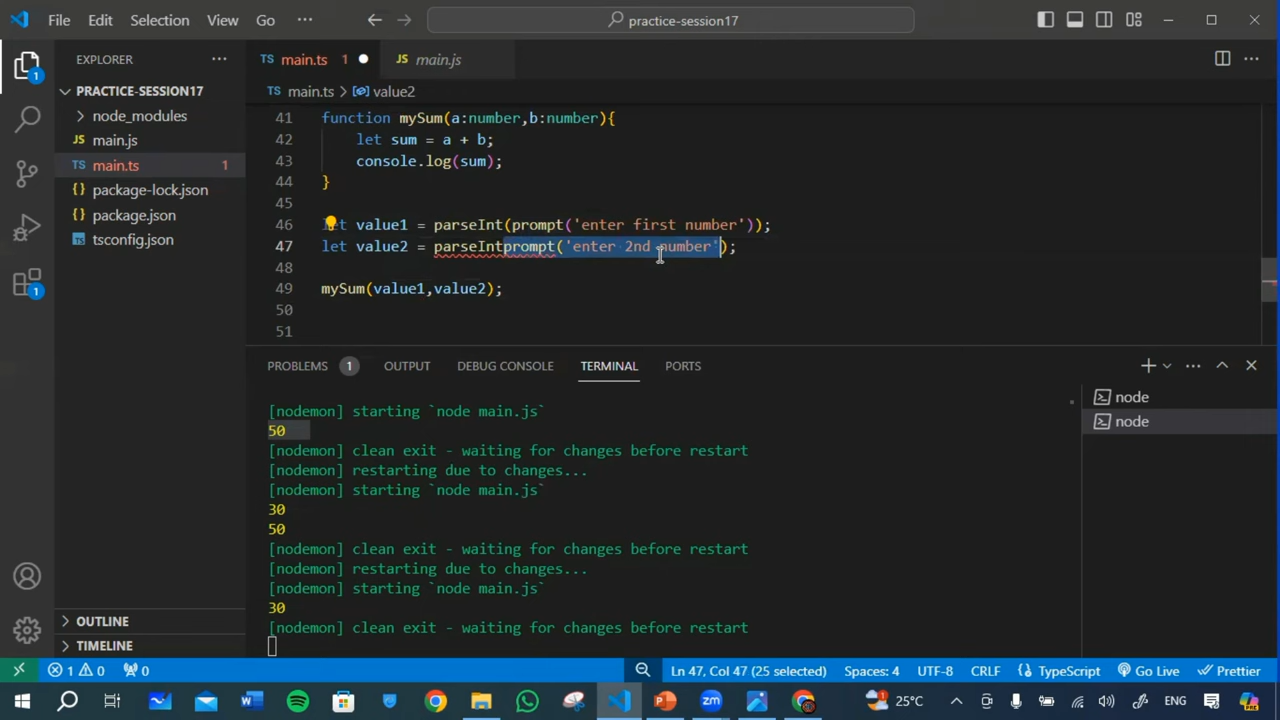 File Edit Selection View Go ··· practice-session17
EXPLORER ···
TS main.ts 1 JS main.js
PRACTICE-SESSION17
TS main.ts > value2
node_modules
JS main.js
TS main.ts 1
{} package-lock.json
{} package.json
tsconfig.json
41 function mySum(a:number,b:number){
42 let sum = a + b;
43 console.log(sum);
44 }
45
46 let value1 = parseInt(prompt('enter first number'));
47 let value2 = parseIntprompt('enter 2nd number');
48
49 mySum(value1,value2);
50
51
PROBLEMS 1 OUTPUT DEBUG CONSOLE TERMINAL PORTS
[nodemon] starting `node main.js`
50
[nodemon] clean exit - waiting for changes before restart
[nodemon] restarting due to changes...
[nodemon] starting `node main.js`
30
50
[nodemon] clean exit - waiting for changes before restart
[nodemon] restarting due to changes...
[nodemon] starting `node main.js`
30
[nodemon] clean exit - waiting for changes before restart
node
node
1
1
OUTLINE
TIMELINE
1 0 0 Ln 47, Col 47 (25 selected) Spaces: 4 UTF-8 CRLF {} TypeScript Go Live Prettier
25°C ENG